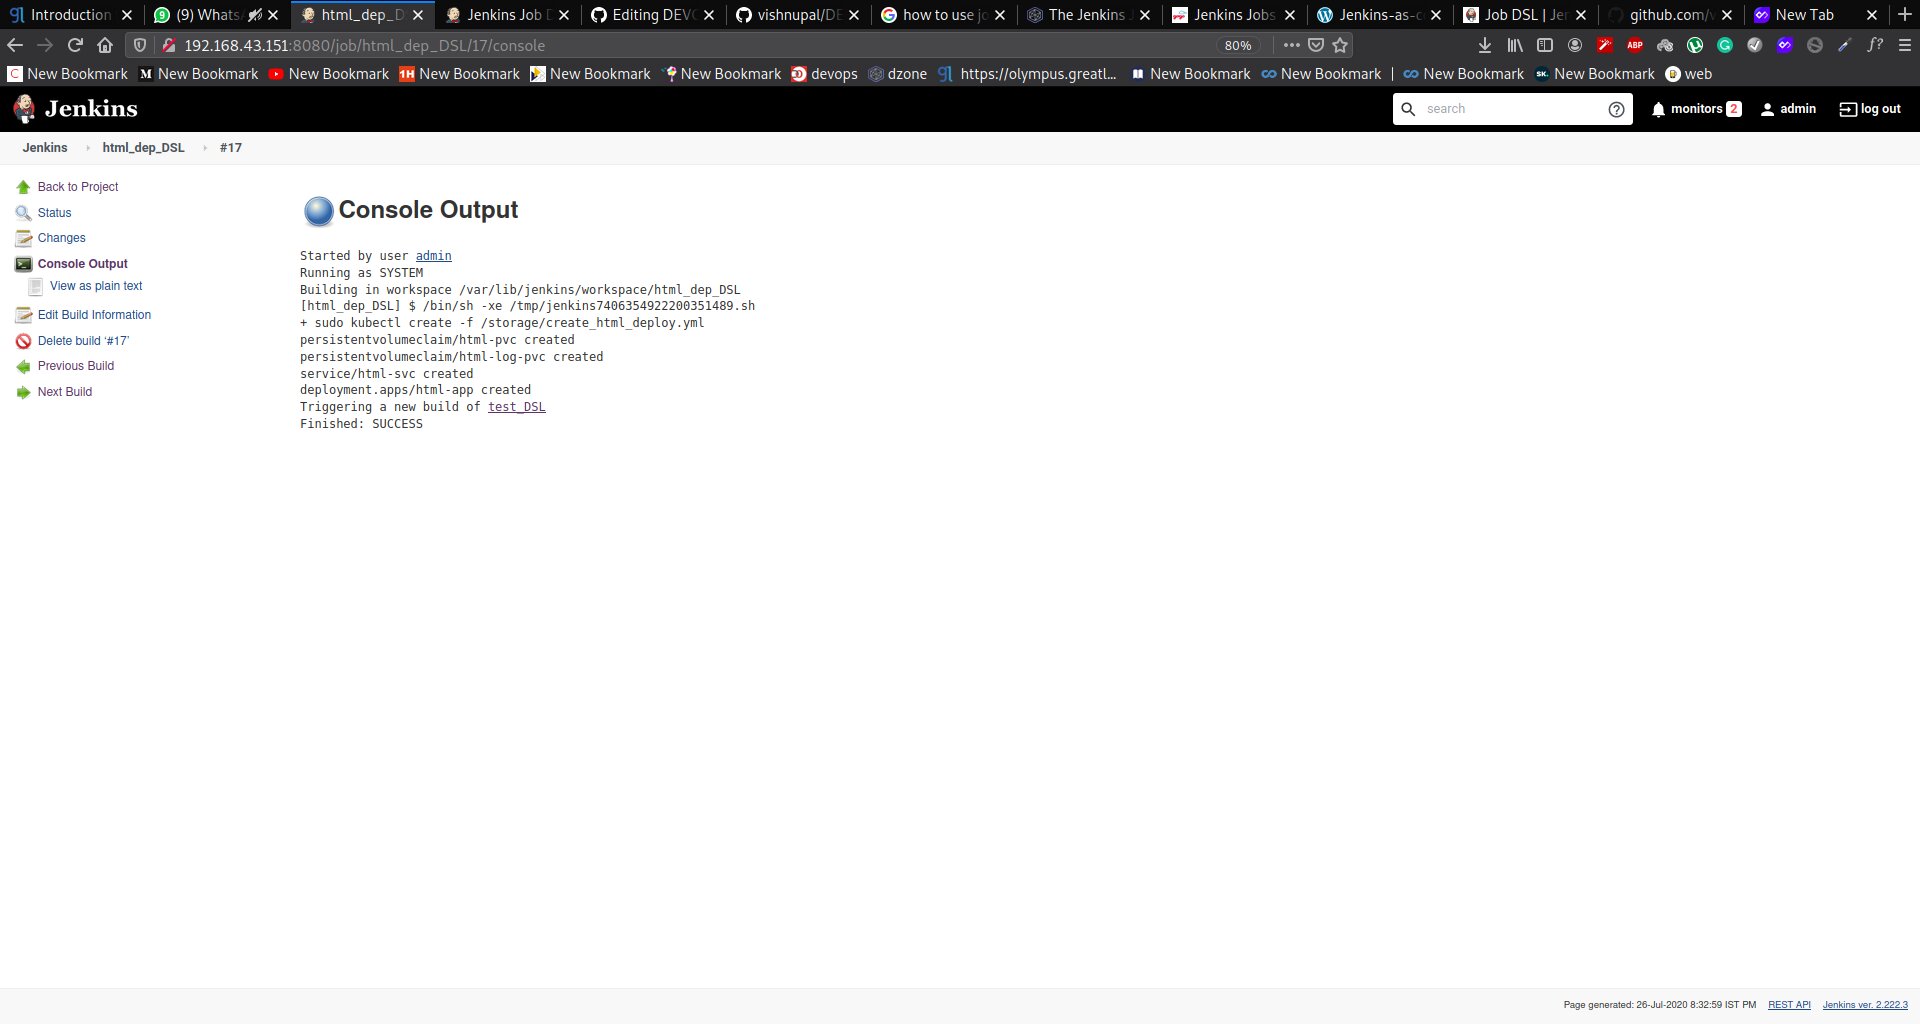 Introduction
(9) Whats
html_dep_D
Jenkins Job D
Editing DEVO
vishnupal/DE
how to use jo
The Jenkins J
Jenkins Jobs
Jenkins-as-c
Job DSL | Jen
github.com/v
New Tab
192.168.43.151:8080/job/html_dep_DSL/17/console
80%
ABP
f?
New Bookmark
New Bookmark
New Bookmark
New Bookmark
New Bookmark
New Bookmark
devops
dzone
https://olympus.greatl...
New Bookmark
New Bookmark
New Bookmark
New Bookmark
web
Jenkins
search
monitors 2
admin
log out
Jenkins
html_dep_DSL
#17
Back to Project
Status
Changes
Console Output
View as plain text
Edit Build Information
Delete build ‘#17’
Previous Build
Next Build
Console Output
Started by user admin
Running as SYSTEM
Building in workspace /var/lib/jenkins/workspace/html_dep_DSL
[html_dep_DSL] $ /bin/sh -xe /tmp/jenkins7406354922200351489.sh
+ sudo kubectl create -f /storage/create_html_deploy.yml
persistentvolumeclaim/html-pvc created
persistentvolumeclaim/html-log-pvc created
service/html-svc created
deployment.apps/html-app created
Triggering a new build of test_DSL
Finished: SUCCESS
Page generated: 26-Jul-2020 8:32:59 IST PM
REST API
Jenkins ver. 2.222.3